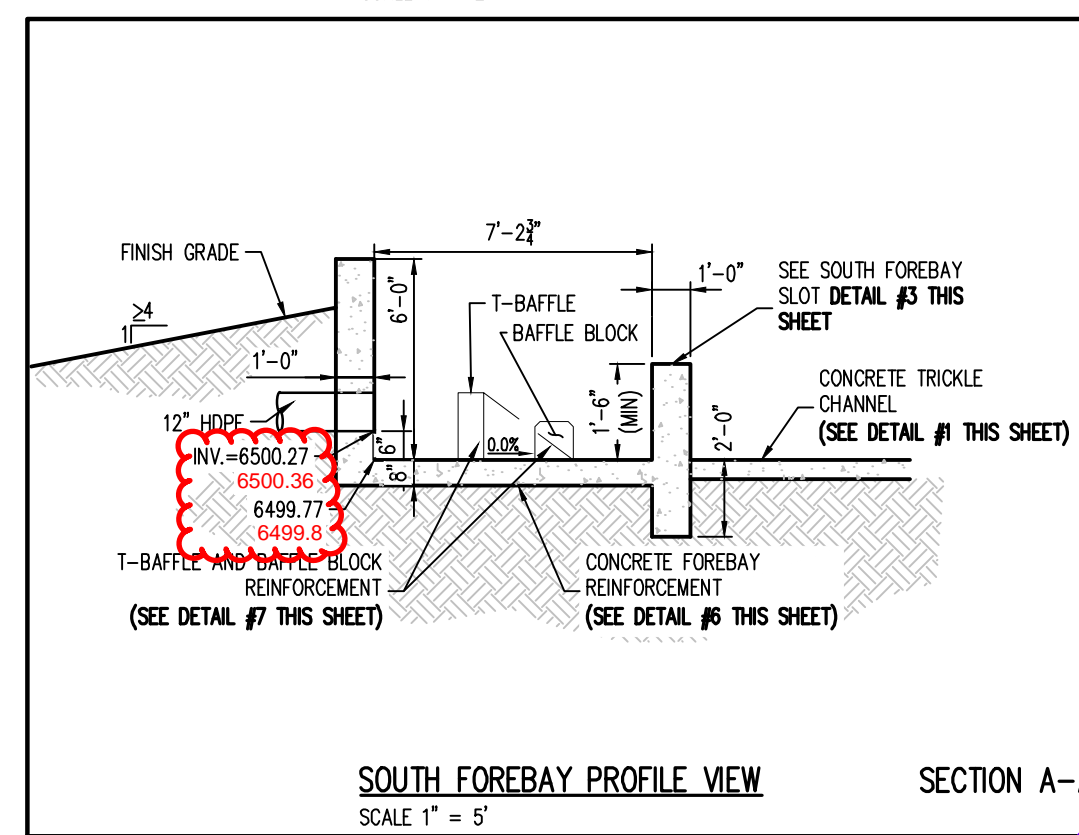 7'-2 3/4"
FINISH GRADE
1'-0"
SEE SOUTH FOREBAY
SLOT DETAIL #3 THIS
SHEET
≥4
1
6'-0"
T-BAFFLE
BAFFLE BLOCK
1'-0"
1'-6"
(MIN)
CONCRETE TRICKLE
CHANNEL
(SEE DETAIL #1 THIS SHEET)
12" HDPE
6"
0.0%
2'-0"
INV.=6500.27
6500.36
8"
6499.77
6499.8
T-BAFFLE AND BAFFLE BLOCK
REINFORCEMENT
(SEE DETAIL #7 THIS SHEET)
CONCRETE FOREBAY
REINFORCEMENT
(SEE DETAIL #6 THIS SHEET)
SOUTH FOREBAY PROFILE VIEW
SCALE 1" = 5'
SECTION A-